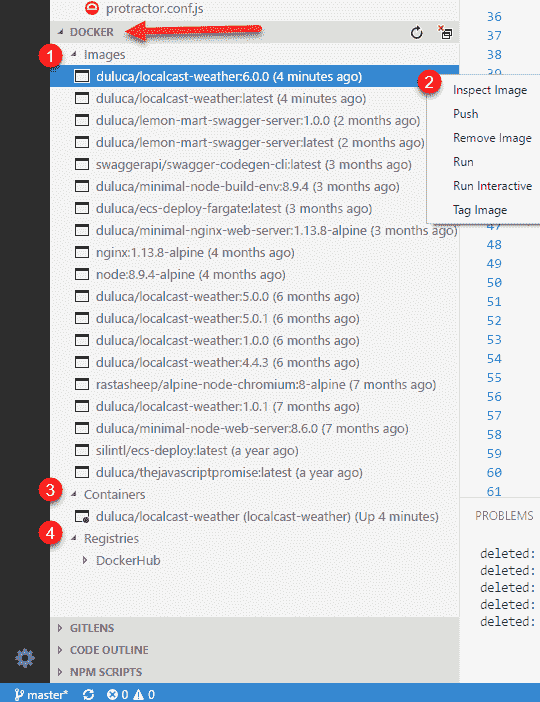 protractor.conf.js
DOCKER
1 Images
duluca/localcast-weather:6.0.0 (4 minutes ago)
duluca/localcast-weather:latest (4 minutes ago)
duluca/lemon-mart-swagger-server:1.0.0 (2 months ago)
duluca/lemon-mart-swagger-server:latest (2 months ago)
swaggerapi/swagger-codegen-cli:latest (3 months ago)
duluca/minimal-node-build-env:8.9.4 (3 months ago)
duluca/ecs-deploy-fargate:latest (3 months ago)
duluca/minimal-nginx-web-server:1.13.8-alpine (3 months ago)
nginx:1.13.8-alpine (4 months ago)
node:8.9.4-alpine (4 months ago)
duluca/localcast-weather:5.0.0 (6 months ago)
duluca/localcast-weather:5.0.1 (6 months ago)
duluca/localcast-weather:1.0.0 (6 months ago)
duluca/localcast-weather:4.4.3 (6 months ago)
rastasheep/alpine-node-chromium:8-alpine (7 months ago)
duluca/localcast-weather:1.0.1 (7 months ago)
duluca/minimal-node-web-server:8.6.0 (7 months ago)
silintl/ecs-deploy:latest (a year ago)
duluca/thejavascriptpromise:latest (a year ago)
3 Containers
duluca/localcast-weather (localcast-weather) (Up 4 minutes)
4 Registries
DockerHub
GITLENS
CODE OUTLINE
NPM SCRIPTS
master*
0
0
36
37
38
2
Inspect Image
Push
Remove Image
Run
Run Interactive
Tag Image
48
49
50
51
52
53
54
55
56
57
58
59
60
61
PROBLEMS
deleted:
deleted:
deleted:
deleted:
deleted: